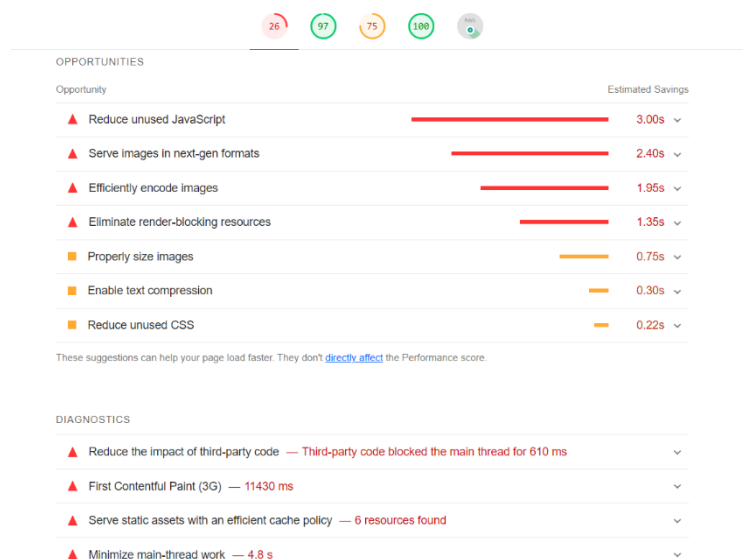 26 97 75 100 PWA
OPPORTUNITIES
Opportunity Estimated Savings
Reduce unused JavaScript 3.00s
Serve images in next-gen formats 2.40s
Efficiently encode images 1.95s
Eliminate render-blocking resources 1.35s
Properly size images 0.75s
Enable text compression 0.30s
Reduce unused CSS 0.22s
These suggestions can help your page load faster. They don't directly affect the Performance score.
DIAGNOSTICS
Reduce the impact of third-party code — Third-party code blocked the main thread for 610 ms
First Contentful Paint (3G) — 11430 ms
Serve static assets with an efficient cache policy — 6 resources found
Minimize main-thread work — 4.8 s